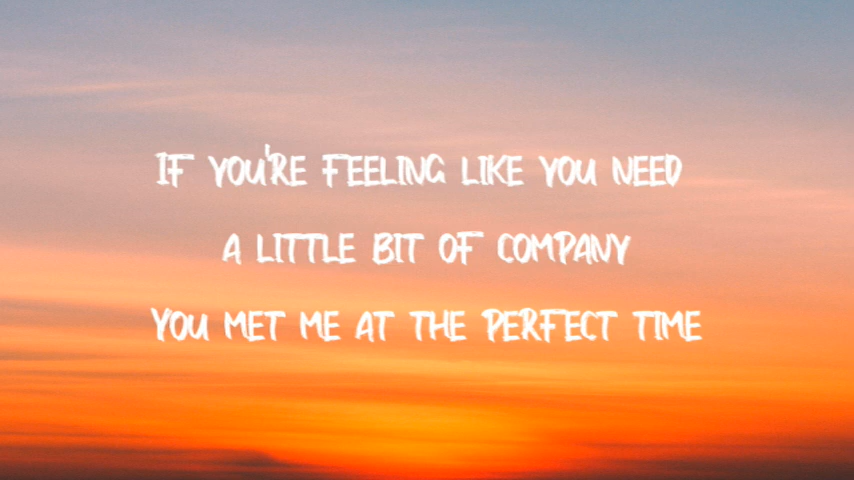 IF YOU'RE FEELING LIKE YOU NEED
A LITTLE BIT OF COMPANY
YOU MET ME AT THE PERFECT TIME